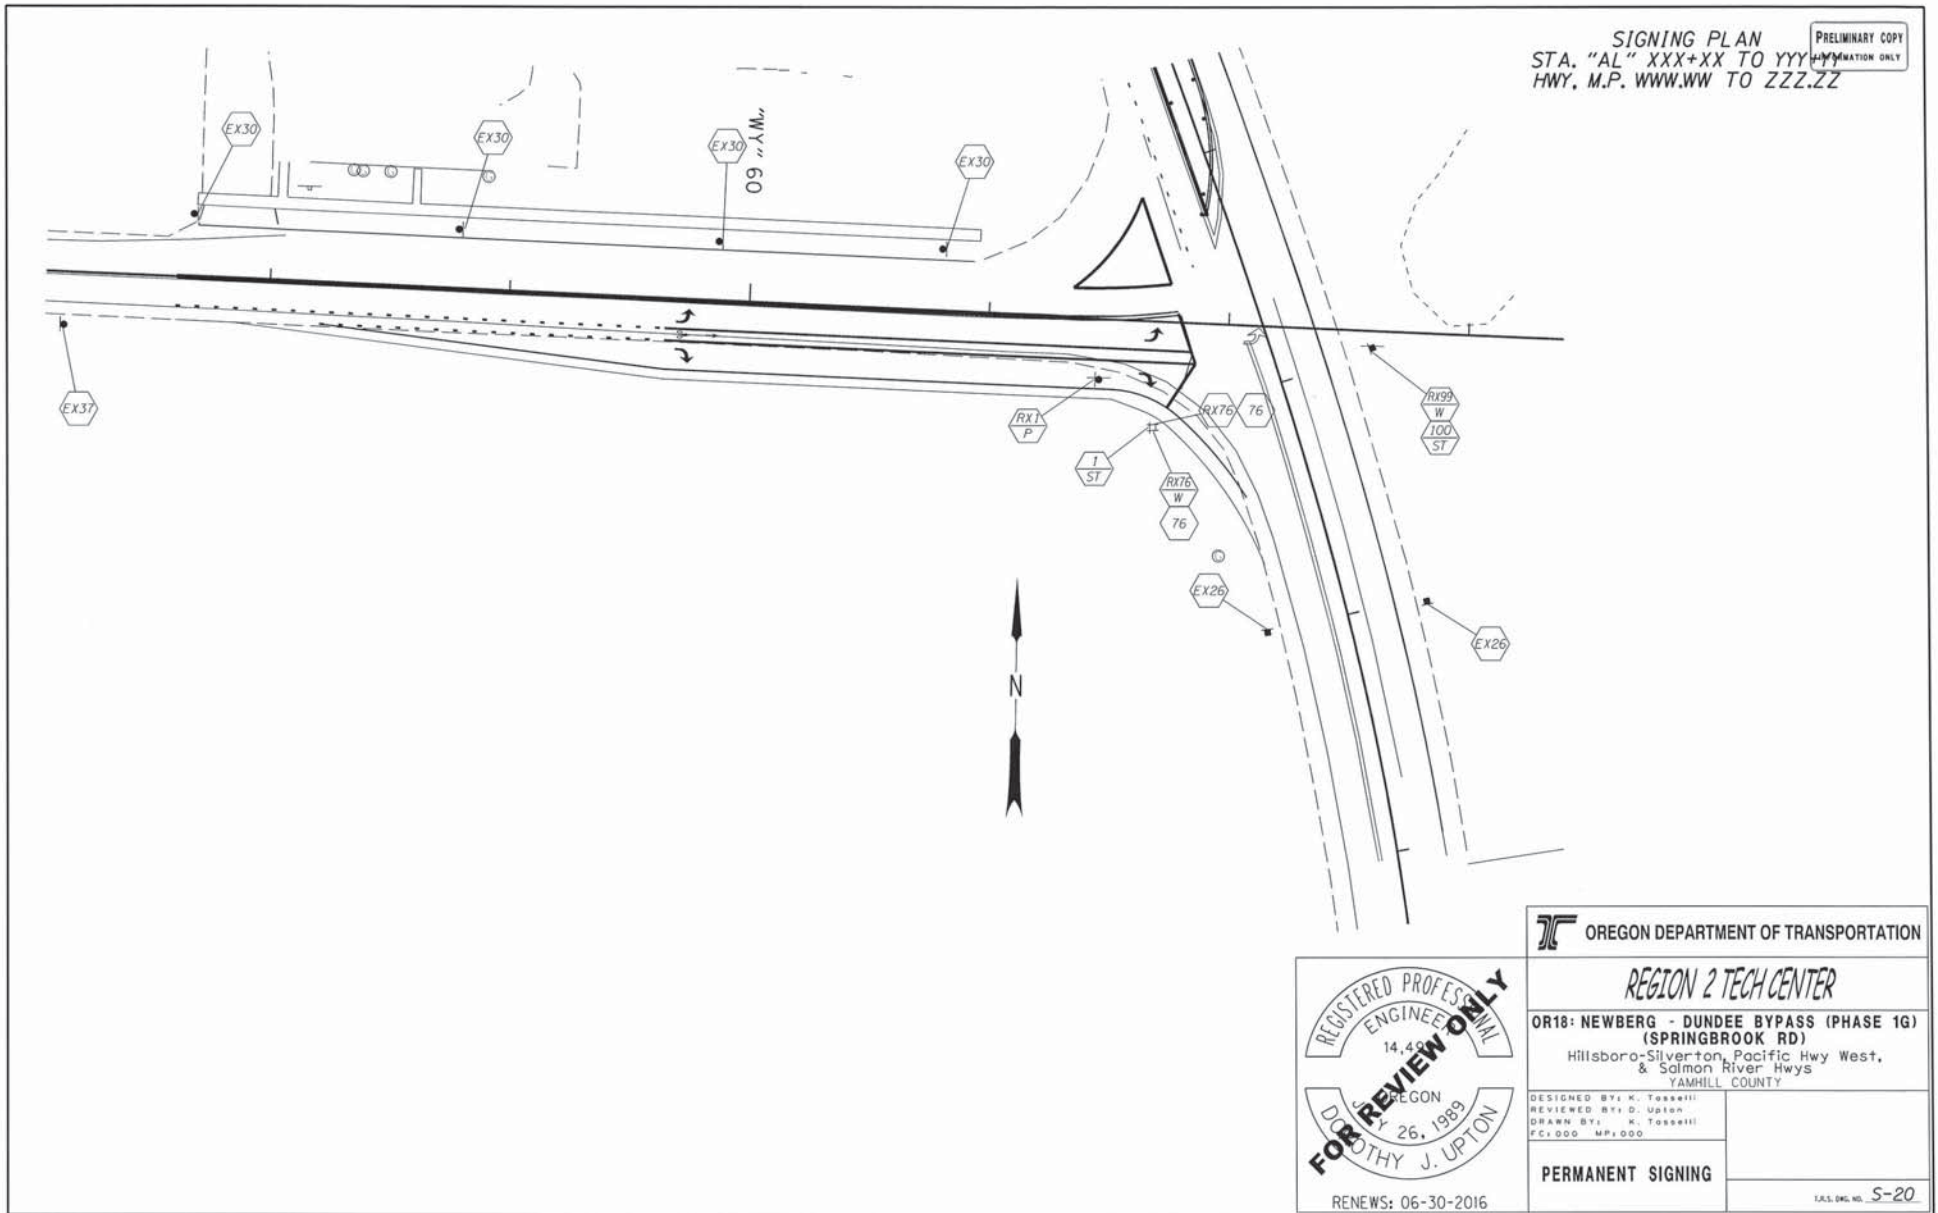 SIGNING PLAN
STA. "AL" XXX+XX TO YYY+YY
HWY. M.P. WWW.WW TO ZZZ.ZZ
PRELIMINARY COPY
INFORMATION ONLY
EX30
EX30
EX30
EX30
"WY" 60
EX37
RX1
P
1
ST
RX76
76
RX76
W
76
RX99
W
100
ST
EX26
EX26
N
OREGON DEPARTMENT OF TRANSPORTATION
REGION 2 TECH CENTER
OR18: NEWBERG - DUNDEE BYPASS (PHASE 1G)
(SPRINGBROOK RD)
Hillsboro-Silverton, Pacific Hwy West,
& Salmon River Hwys
YAMHILL COUNTY
DESIGNED BY: K. Tosselli
REVIEWED BY: D. Upton
DRAWN BY: K. Tosselli
FC: 000 MP: 000
PERMANENT SIGNING
S-20
REGISTERED PROFESSIONAL
ENGINEER
OREGON
26, 1989
DOROTHY J. UPTON
FOR REVIEW ONLY
RENEWS: 06-30-2016